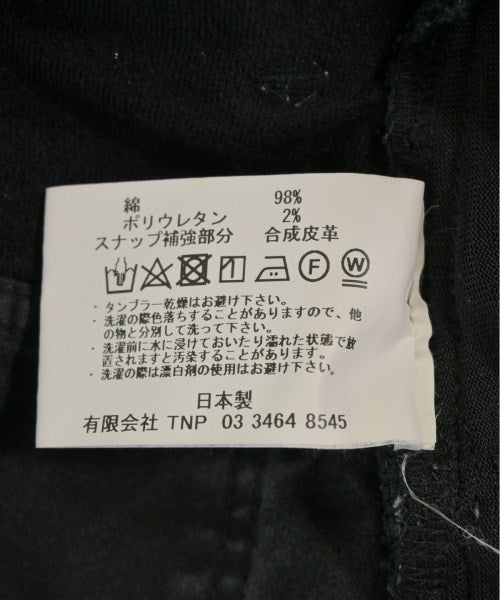 綿 98%
ポリウレタン 2%
スナップ補強部分 合成皮革
F W
・タンブラー乾燥はお避け下さい。
・洗濯の際色落ちすることがありますので、他
の物と分別して洗って下さい。
・洗濯前に水に浸けておいたり濡れた状態で放
置されますと汚染することがあります。
・洗濯の際は漂白剤の使用はお避け下さい。
日本製
有限会社 TNP 03 3464 8545